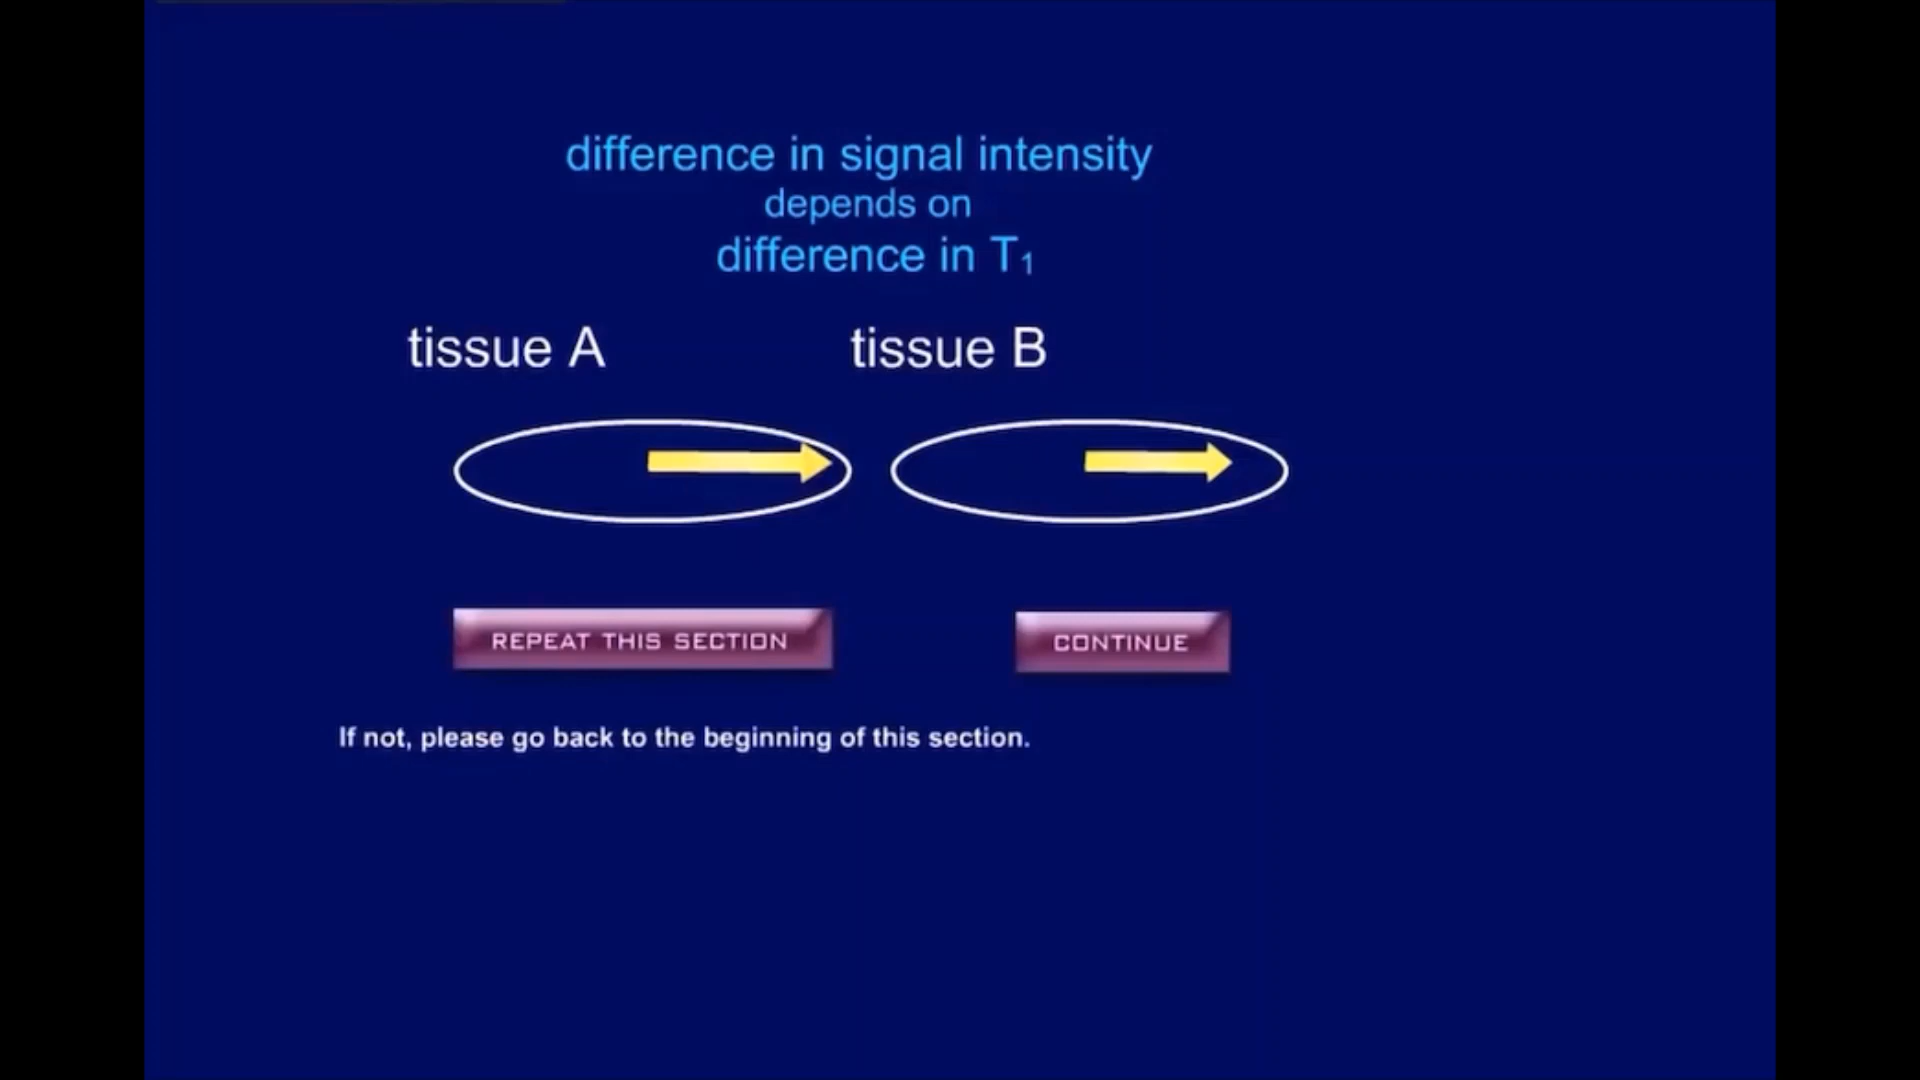 difference in signal intensity
depends on
difference in T₁
tissue A tissue B
REPEAT THIS SECTION CONTINUE
If not, please go back to the beginning of this section.